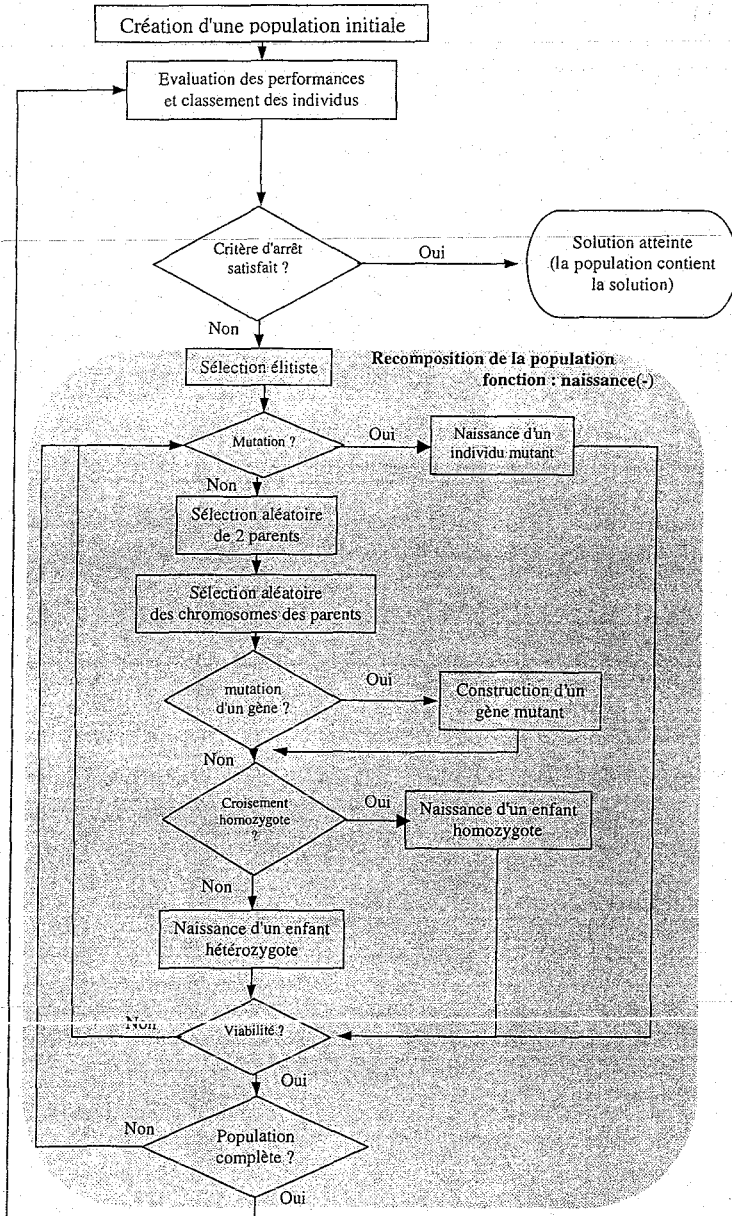 Création d'une population initiale
Evaluation des performances
et classement des individus
Critère d'arrêt
satisfait ?
Oui
Solution atteinte
(la population contient
la solution)
Non
Sélection élitiste
Recomposition de la population
fonction : naissance(-)
Mutation ?
Oui
Naissance d'un
individu mutant
Non
Sélection aléatoire
de 2 parents
Sélection aléatoire
des chromosomes des parents
mutation
d'un gène ?
Oui
Construction d'un
gène mutant
Non
Croisement
homozygote
?
Oui
Naissance d'un enfant
homozygote
Non
Naissance d'un enfant
hétérozygote
Non
Viabilité ?
Oui
Non
Population
complète ?
Oui